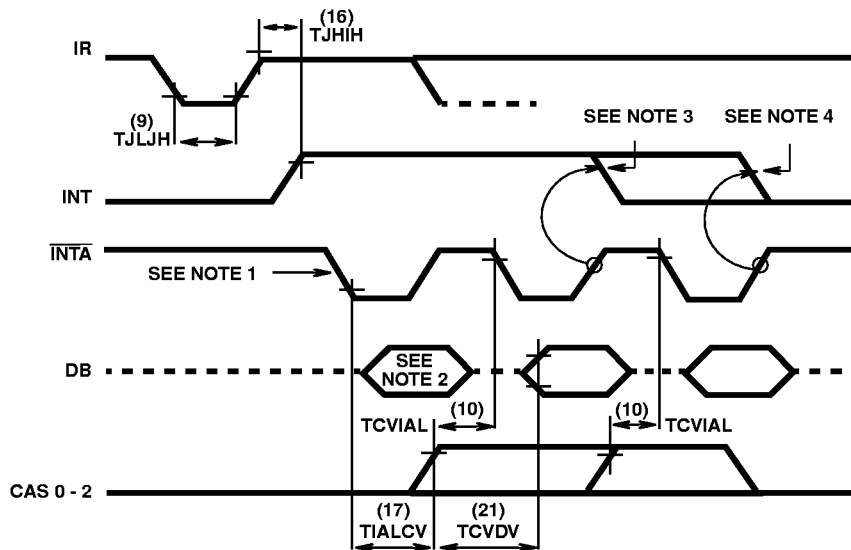 (16)
TJHIH
IR
(9)
TJLJH
SEE NOTE 3
SEE NOTE 4
INT
INTA
SEE NOTE 1
DB
SEE
NOTE 2
TCVIAL
(10)
(10)
TCVIAL
CAS 0 - 2
(17)
TIALCV
(21)
TCVDV